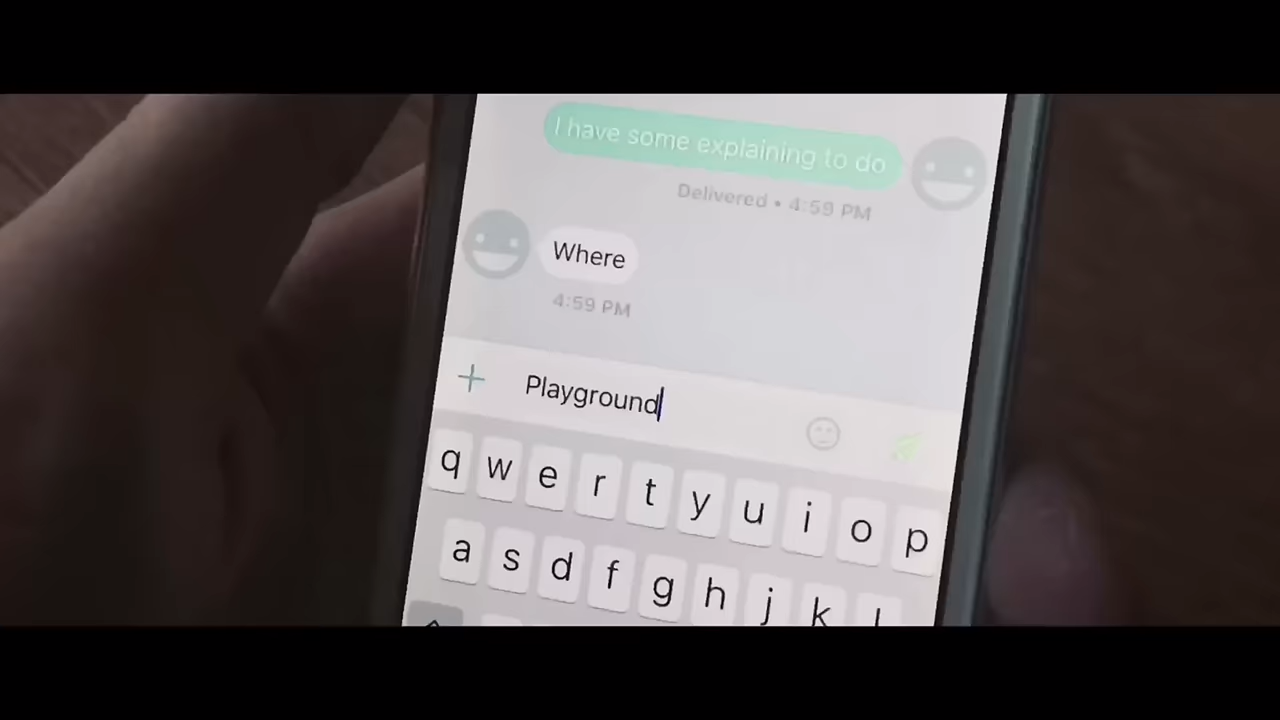 I have some explaining to do
Delivered • 4:59 PM
Where
4:59 PM
Playground
q w e r t y u i o p
a s d f g h j k l